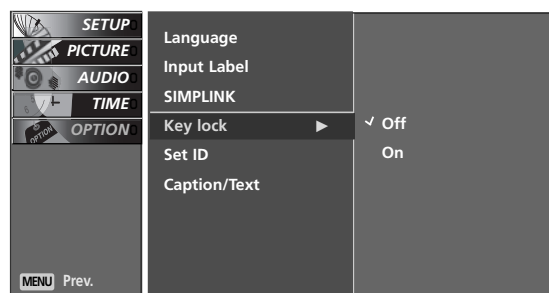 SETUP
PICTURE
AUDIO
TIME
OPTION
OPTION
MENU Prev.
Language
Input Label
SIMPLINK
Key lock ►
Set ID
Caption/Text
✓ Off
On